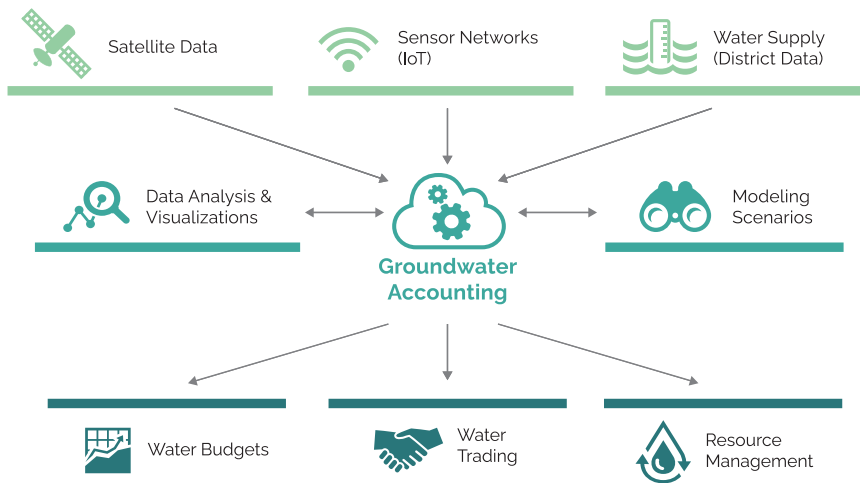 Satellite Data
Sensor Networks
(IoT)
Water Supply
(District Data)
Data Analysis &
Visualizations
Groundwater
Accounting
Modeling
Scenarios
Water Budgets
Water
Trading
Resource
Management